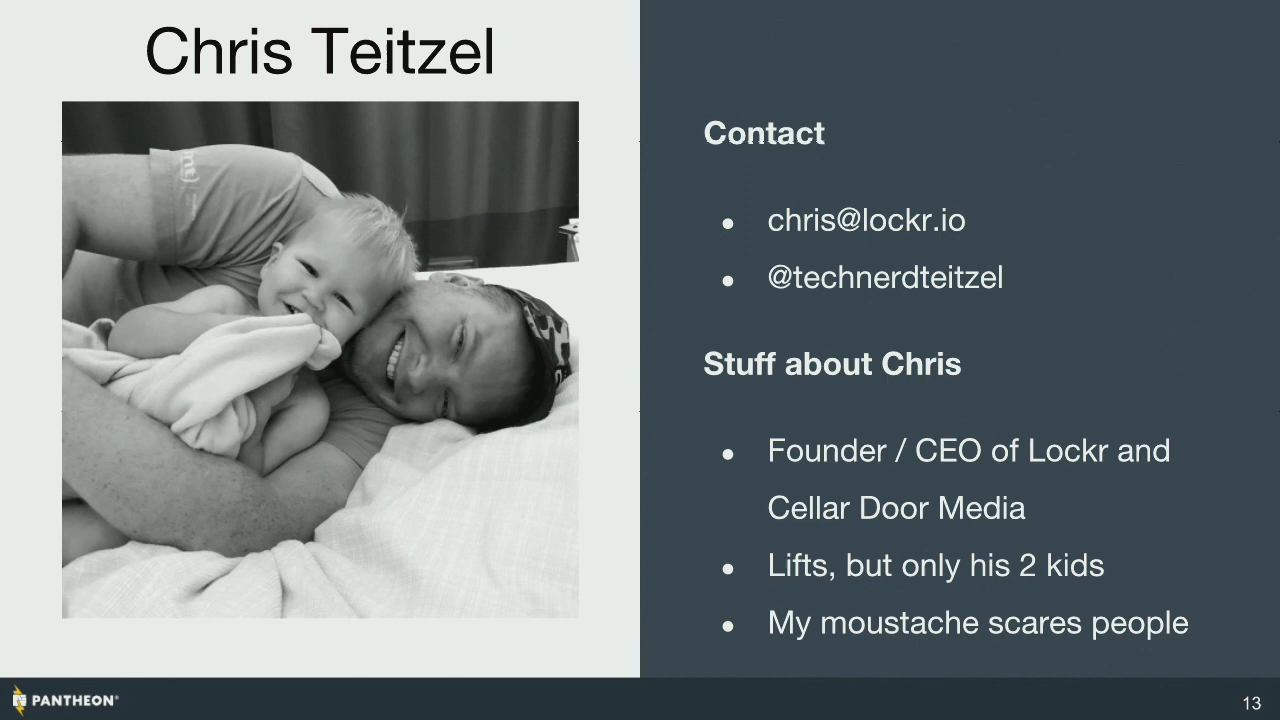 Chris Teitzel
Contact
● chris@lockr.io
● @technerdteitzel
Stuff about Chris
● Founder / CEO of Lockr and
Cellar Door Media
● Lifts, but only his 2 kids
● My moustache scares people
PANTHEON®
13